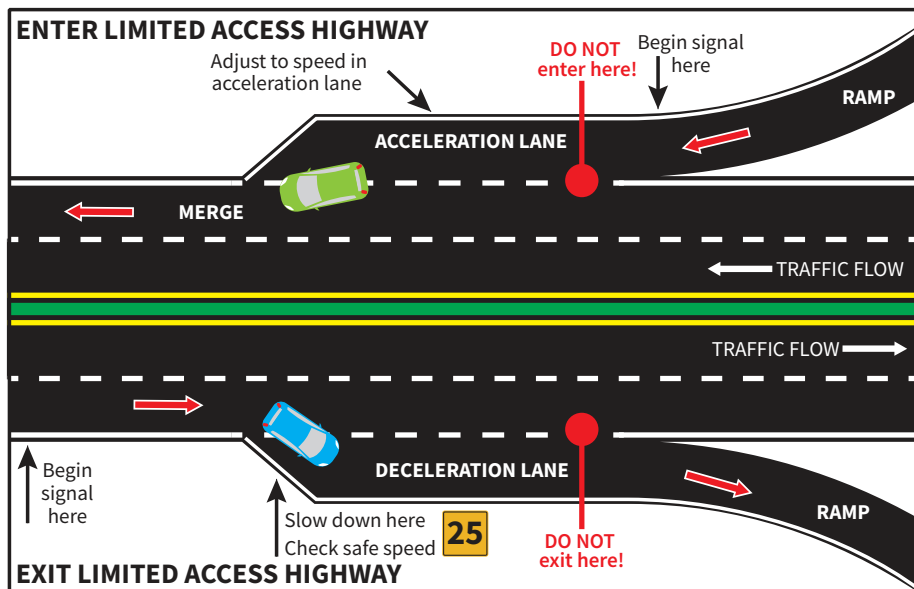 ENTER LIMITED ACCESS HIGHWAY
Adjust to speed in
acceleration lane
DO NOT
enter here!
Begin signal
here
RAMP
ACCELERATION LANE
MERGE
TRAFFIC FLOW
TRAFFIC FLOW
DECELERATION LANE
Begin
signal
here
Slow down here
Check safe speed
25
DO NOT
exit here!
RAMP
EXIT LIMITED ACCESS HIGHWAY